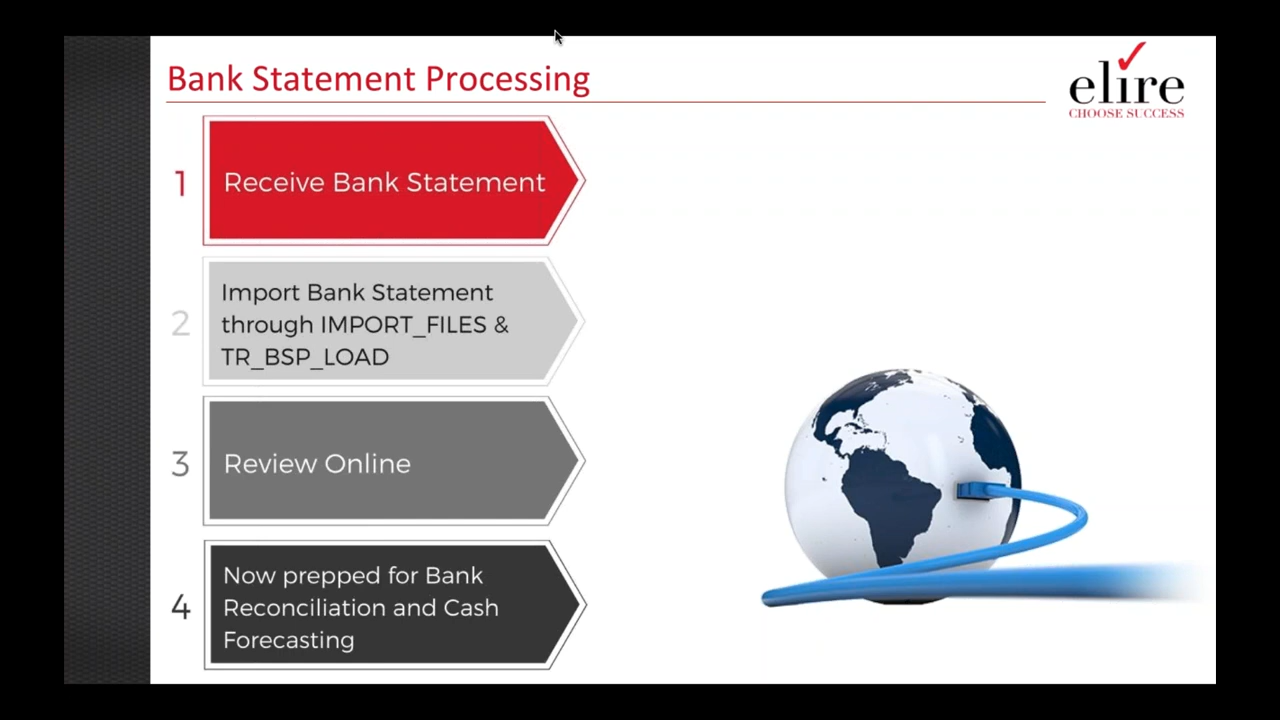 Bank Statement Processing
elire
CHOOSE SUCCESS
1
Receive Bank Statement
2
Import Bank Statement
through IMPORT_FILES &
TR_BSP_LOAD
3
Review Online
4
Now prepped for Bank
Reconciliation and Cash
Forecasting